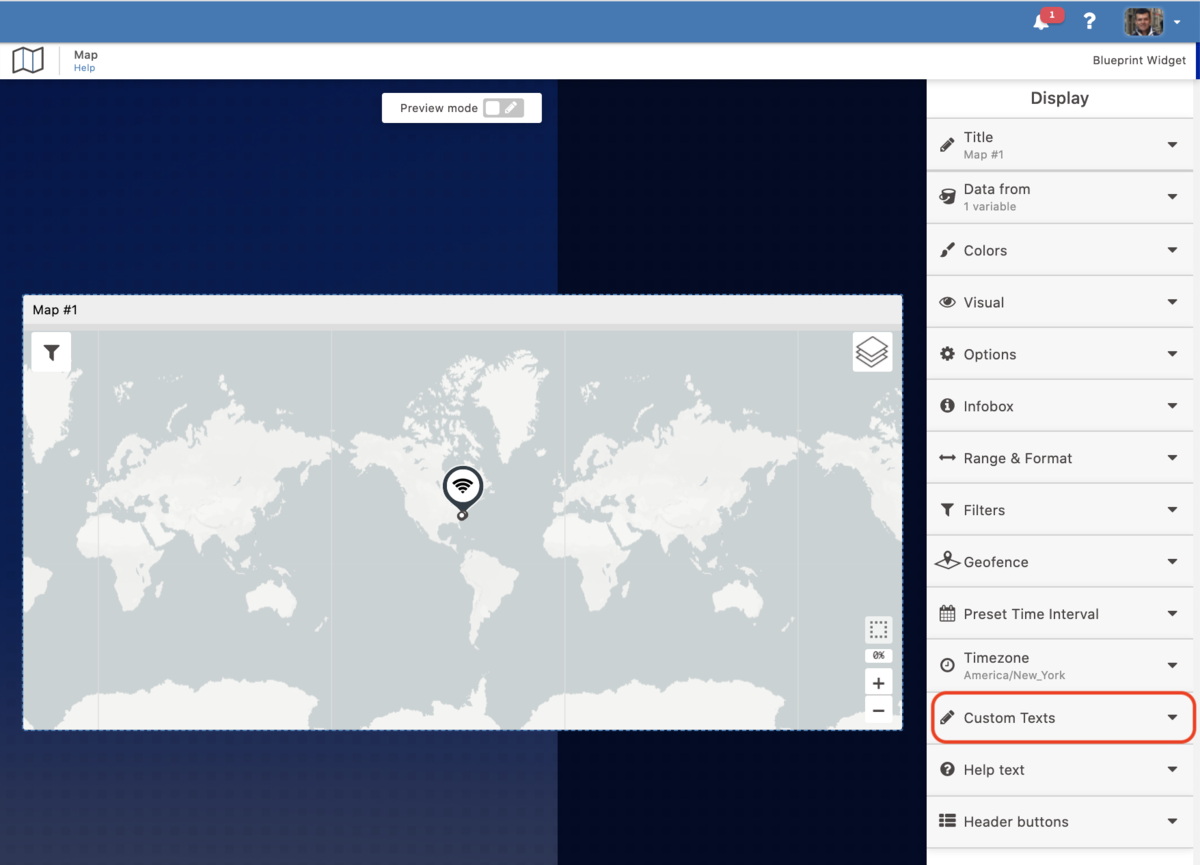 1
?
Map
Help
Blueprint Widget
Preview mode
Display
Title
Map #1
Data from
1 variable
Colors
Visual
Options
Infobox
Range & Format
Filters
Geofence
Preset Time Interval
Timezone
America/New_York
Custom Texts
Help text
Header buttons
Map #1
0%
+
−